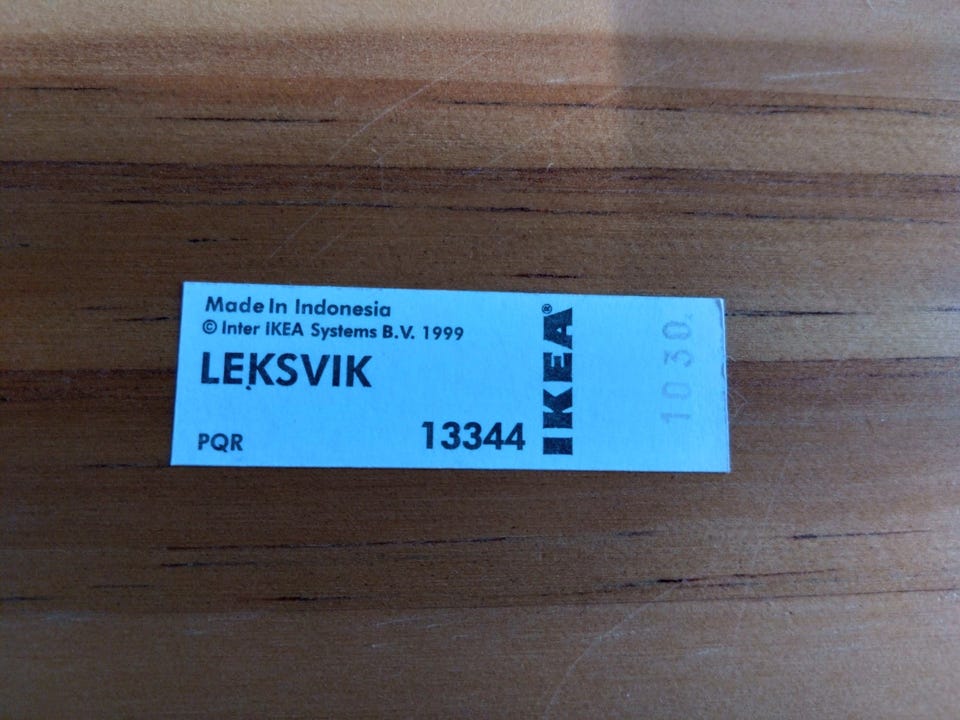 Made In Indonesia
© Inter IKEA Systems B.V. 1999
LEKSVIK
PQR
13344
IKEA®
1030